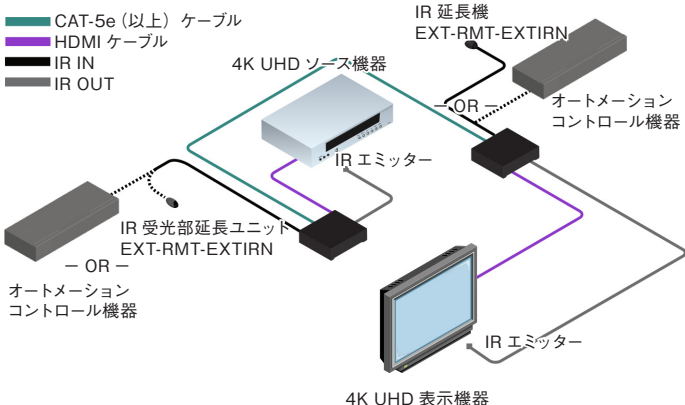 CAT-5e (以上) ケーブル
HDMI ケーブル
IR IN
IR OUT
4K UHD ソース機器
IR 延長機
EXT-RMT-EXTIRN
— OR —
オートメーション
コントロール機器
IR エミッター
IR 受光部延長ユニット
EXT-RMT-EXTIRN
— OR —
オートメーション
コントロール機器
IR エミッター
4K UHD 表示機器